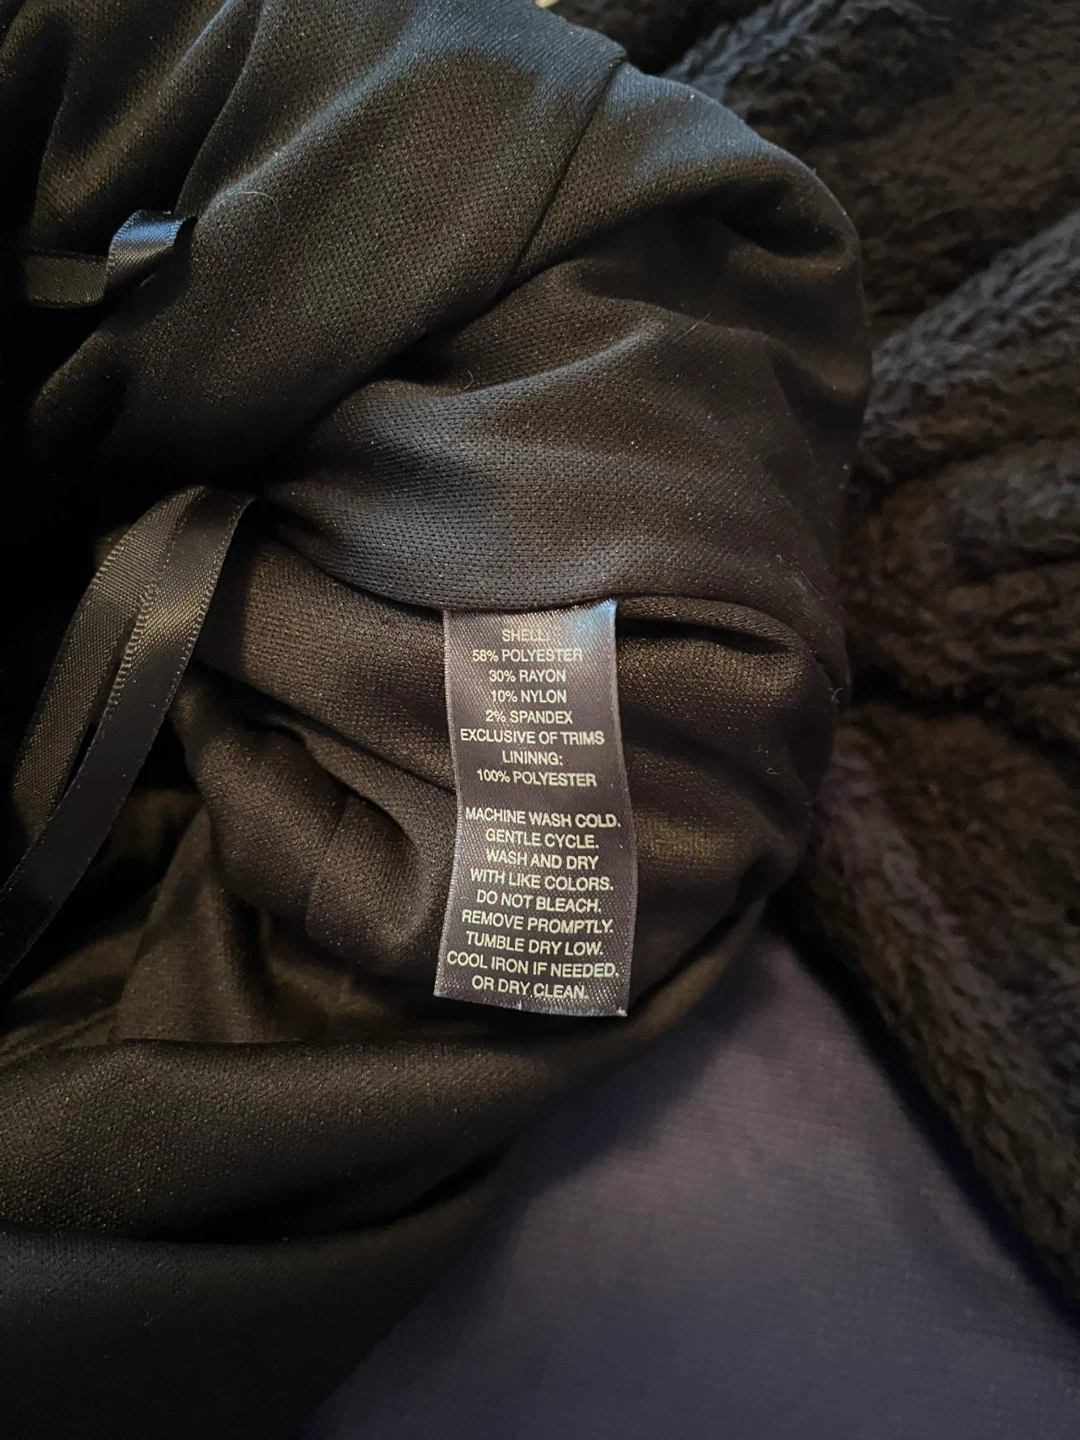 SHELL:
58% POLYESTER
30% RAYON
10% NYLON
2% SPANDEX
EXCLUSIVE OF TRIMS
LININNG:
100% POLYESTER
MACHINE WASH COLD.
GENTLE CYCLE.
WASH AND DRY
WITH LIKE COLORS.
DO NOT BLEACH.
REMOVE PROMPTLY.
TUMBLE DRY LOW.
COOL IRON IF NEEDED.
OR DRY CLEAN.